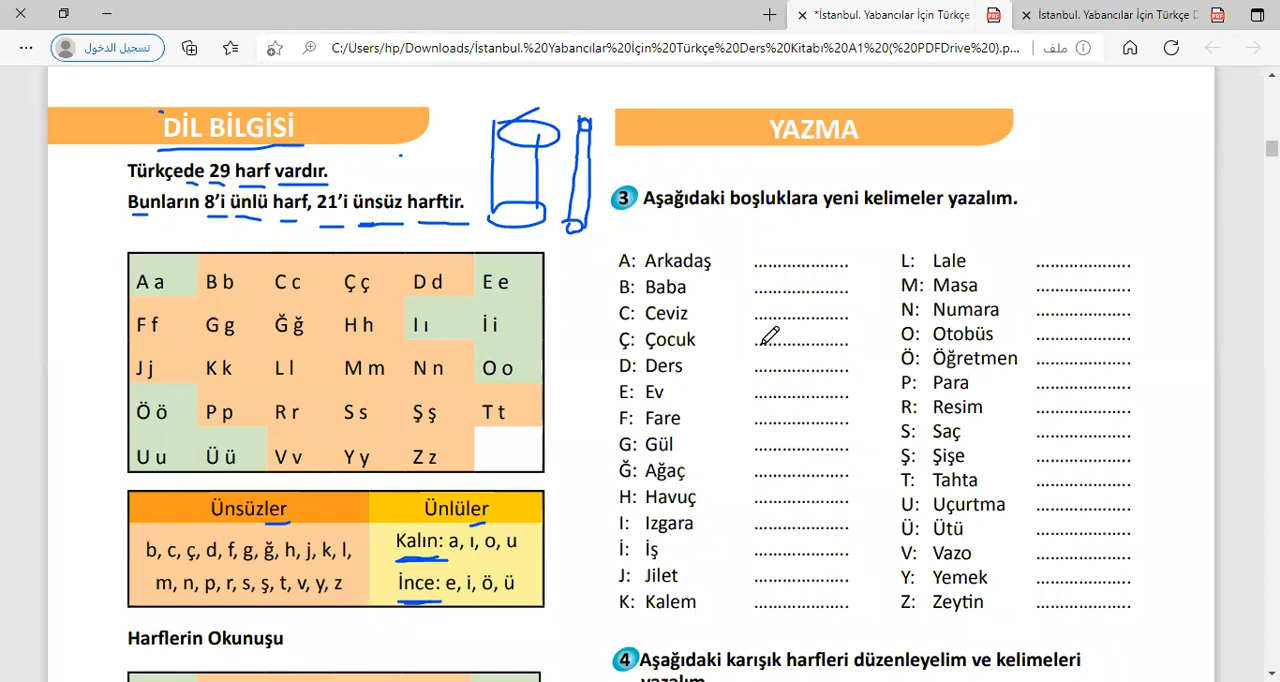 *İstanbul. Yabancılar İçin Türkçe
İstanbul. Yabancılar İçin Türkçe D
تسجيل الدخول
C:/Users/hp/Downloads/İstanbul.%20Yabancılar%20İçin%20Türkçe%20Ders%20Kitabı%20A1%20(%20PDFDrive%20).p...
ملف
DİL BİLGİSİ
Türkçede 29 harf vardır.
Bunların 8’i ünlü harf, 21’i ünsüz harftir.
A a B b C c Ç ç D d E e
F f G g Ğ ğ H h I ı İ i
J j K k L l M m N n O o
Ö ö P p R r S s Ş ş T t
U u Ü ü V v Y y Z z
Ünsüzler Ünlüler
b, c, ç, d, f, g, ğ, h, j, k, l,
m, n, p, r, s, ş, t, v, y, z
Kalın: a, ı, o, u
İnce: e, i, ö, ü
Harflerin Okunuşu
YAZMA
3 Aşağıdaki boşluklara yeni kelimeler yazalım.
A: Arkadaş ....................
B: Baba ....................
C: Ceviz ....................
Ç: Çocuk ....................
D: Ders ....................
E: Ev ....................
F: Fare ....................
G: Gül ....................
Ğ: Ağaç ....................
H: Havuç ....................
I: Izgara ....................
İ: İş ....................
J: Jilet ....................
K: Kalem ....................
L: Lale ....................
M: Masa ....................
N: Numara ....................
O: Otobüs ....................
Ö: Öğretmen ....................
P: Para ....................
R: Resim ....................
S: Saç ....................
Ş: Şişe ....................
T: Tahta ....................
U: Uçurtma ....................
Ü: Ütü ....................
V: Vazo ....................
Y: Yemek ....................
Z: Zeytin ....................
4 Aşağıdaki karışık harfleri düzenleyelim ve kelimeleri
yazalım.